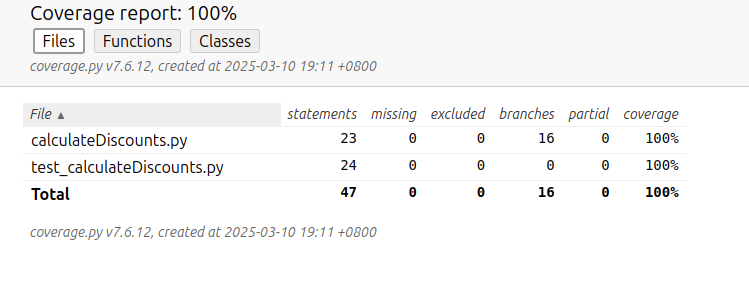 Coverage report: 100%
Files Functions Classes
coverage.py v7.6.12, created at 2025-03-10 19:11 +0800
File ▲ statements missing excluded branches partial coverage
calculateDiscounts.py 23 0 0 16 0 100%
test_calculateDiscounts.py 24 0 0 0 0 100%
Total 47 0 0 16 0 100%
coverage.py v7.6.12, created at 2025-03-10 19:11 +0800